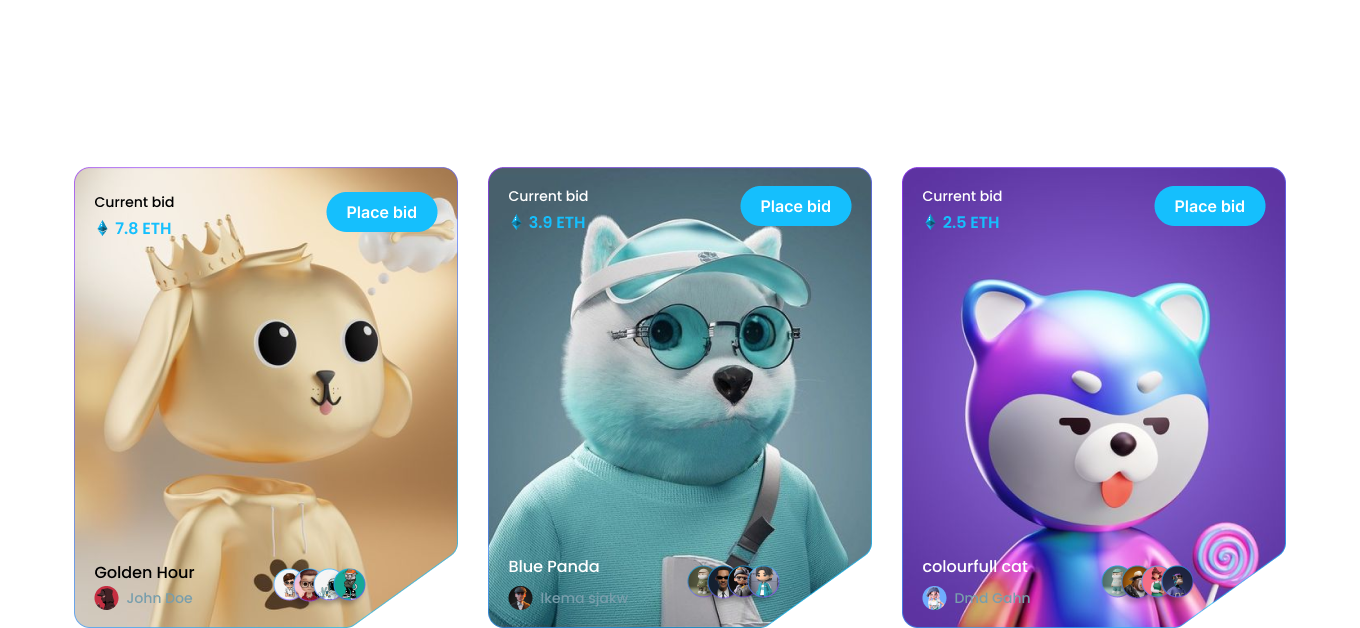 Current bid
7.8 ETH
Place bid
Golden Hour
John Doe
Current bid
3.9 ETH
Place bid
Blue Panda
Ikema sjakw
Current bid
2.5 ETH
Place bid
colourfull cat
Dmid Gahn